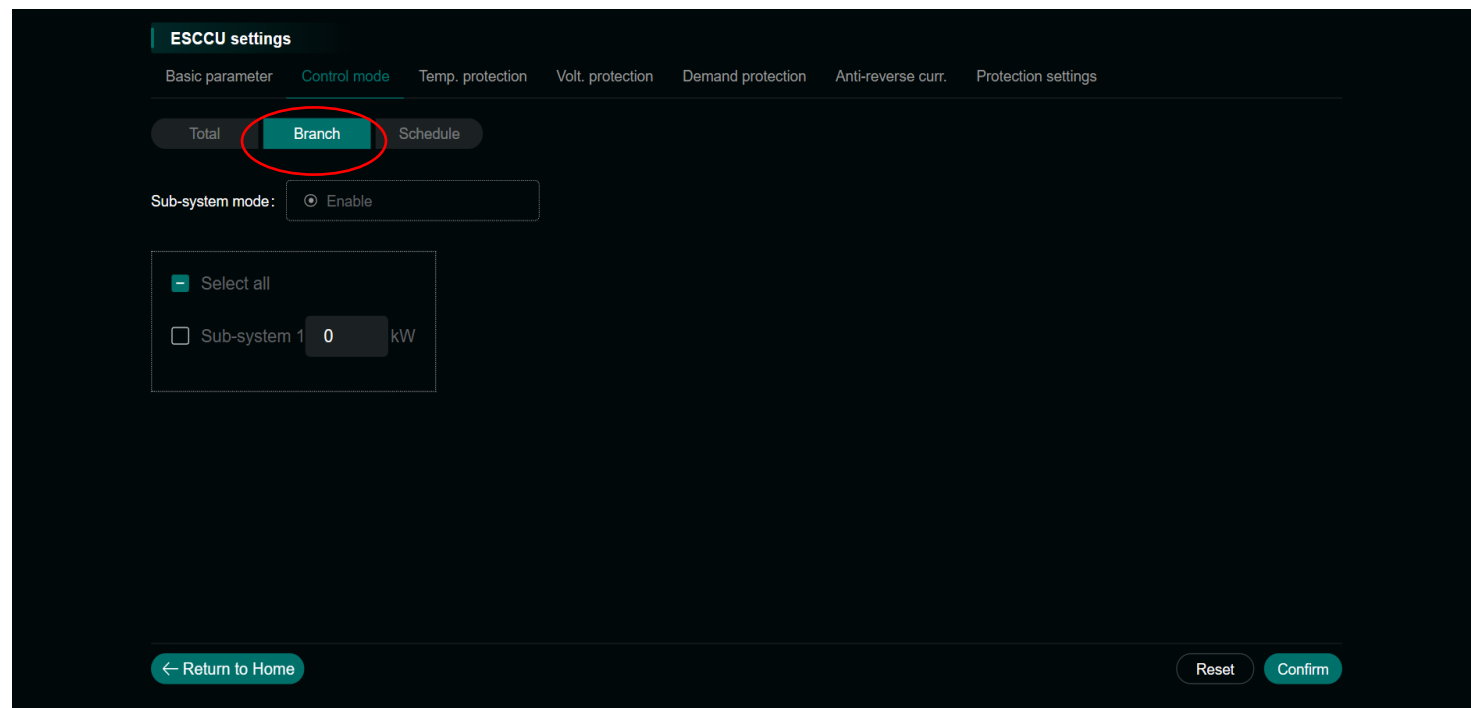 ESCCU settings
Basic parameter Control mode Temp. protection Volt. protection Demand protection Anti-reverse curr. Protection settings
Total Branch Schedule
Sub-system mode: Enable
Select all
Sub-system 1 0 kW
← Return to Home Reset Confirm